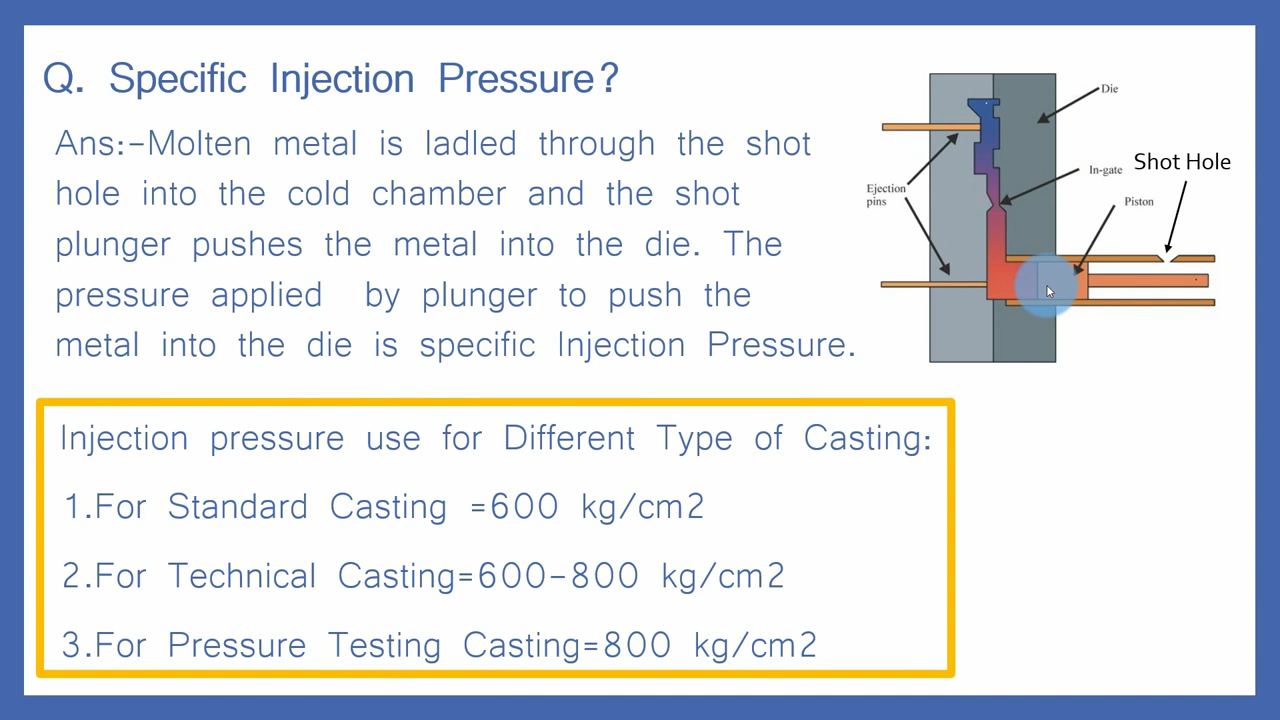 Q. Specific Injection Pressure?
Ans:-Molten metal is ladled through the shot
hole into the cold chamber and the shot
plunger pushes the metal into the die. The
pressure applied by plunger to push the
metal into the die is specific Injection Pressure.
Die
In-gate
Shot Hole
Ejection
pins
Piston
Injection pressure use for Different Type of Casting:
1.For Standard Casting =600 kg/cm2
2.For Technical Casting=600-800 kg/cm2
3.For Pressure Testing Casting=800 kg/cm2